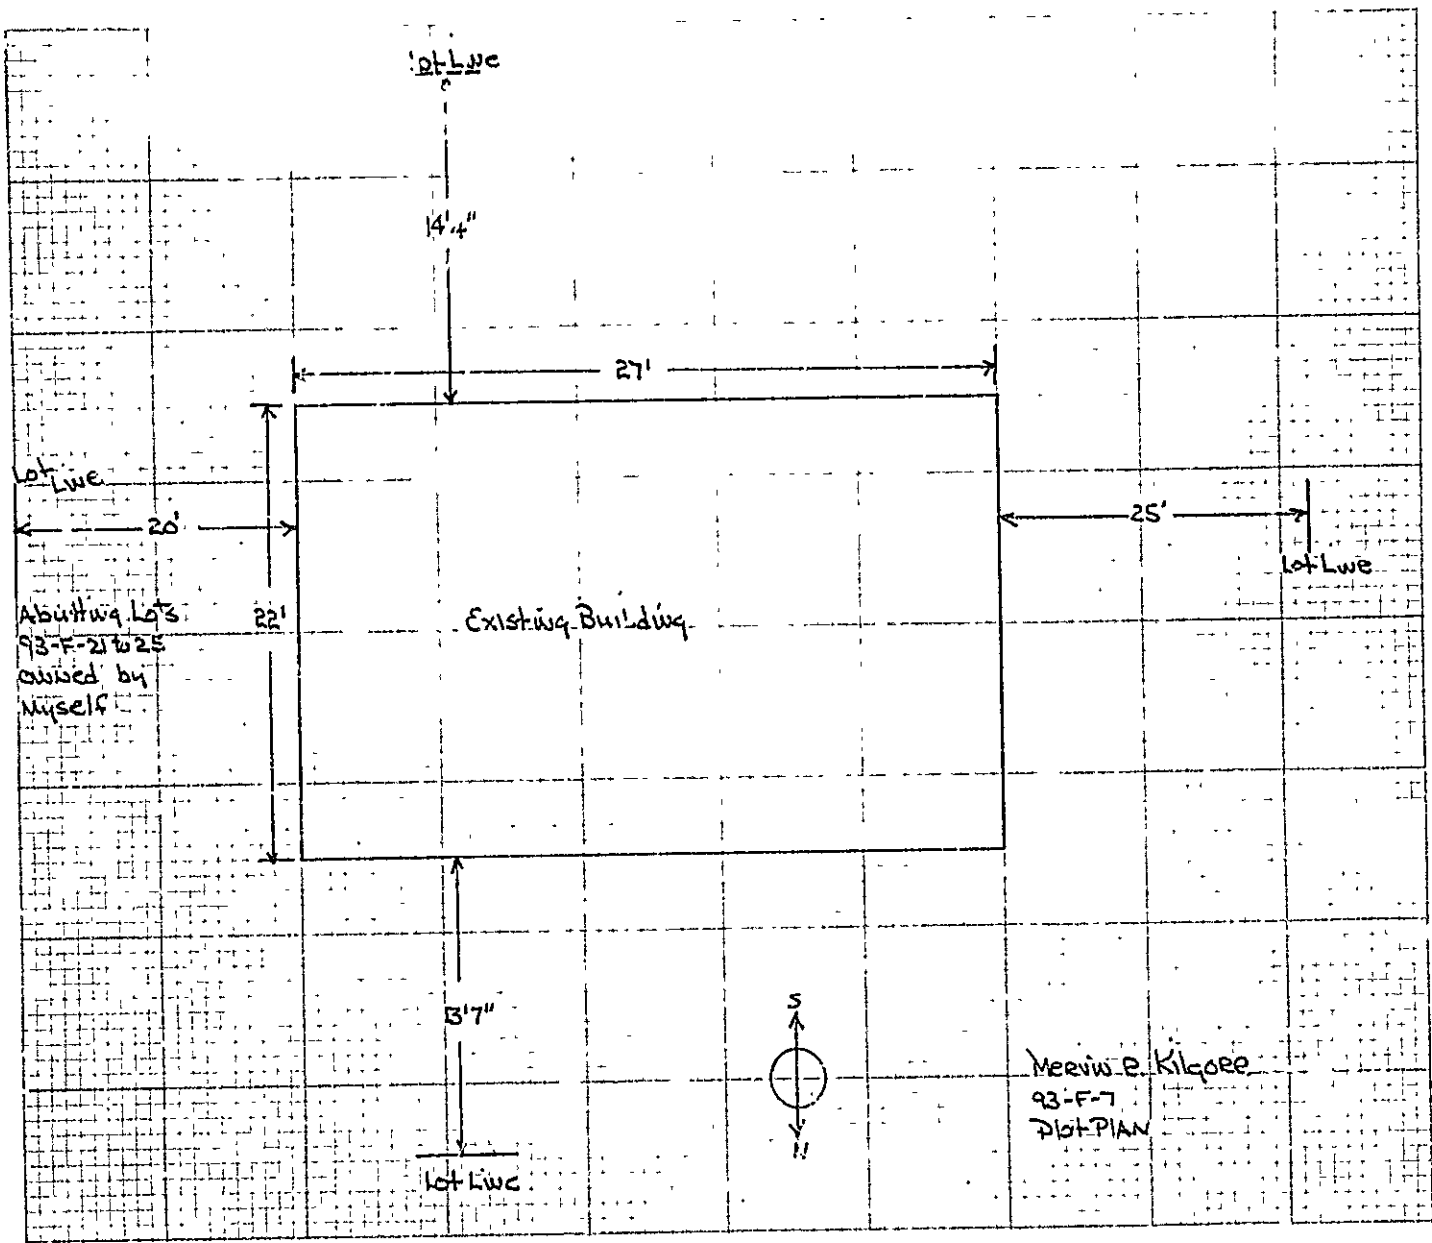 Lot Line
14'4"
27'
Lot Line
20'
25'
Lot Line
Abutting Lots
93-F-21 to 25
owned by
Myself
22'
Existing Building
13'7"
S
N
Lot Line
Mervin E. Kilgore
93-F-7
Plot Plan